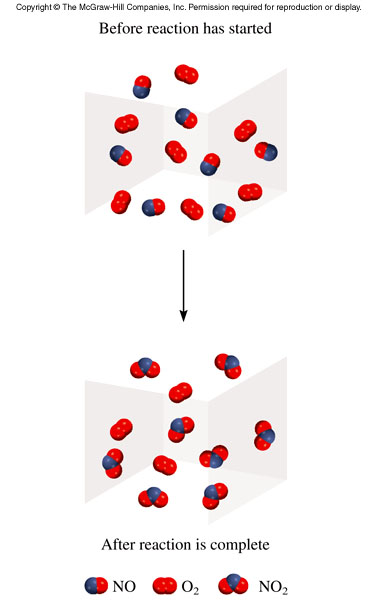 Copyright © The McGraw-Hill Companies, Inc. Permission required for reproduction or display.
Before reaction has started
After reaction is complete
NO O₂ NO₂